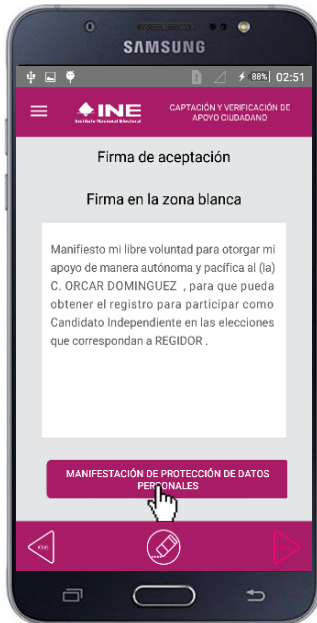 SAMSUNG
88% 02:51
INE
Instituto Nacional Electoral
CAPTACIÓN Y VERIFICACIÓN DE
APOYO CIUDADANO
Firma de aceptación
Firma en la zona blanca
Manifiesto mi libre voluntad para otorgar mi
apoyo de manera autónoma y pacífica al (la)
C. ORCAR DOMINGUEZ , para que pueda
obtener el registro para participar como
Candidato Independiente en las elecciones
que correspondan a REGIDOR .
MANIFESTACIÓN DE PROTECCIÓN DE DATOS
PERSONALES